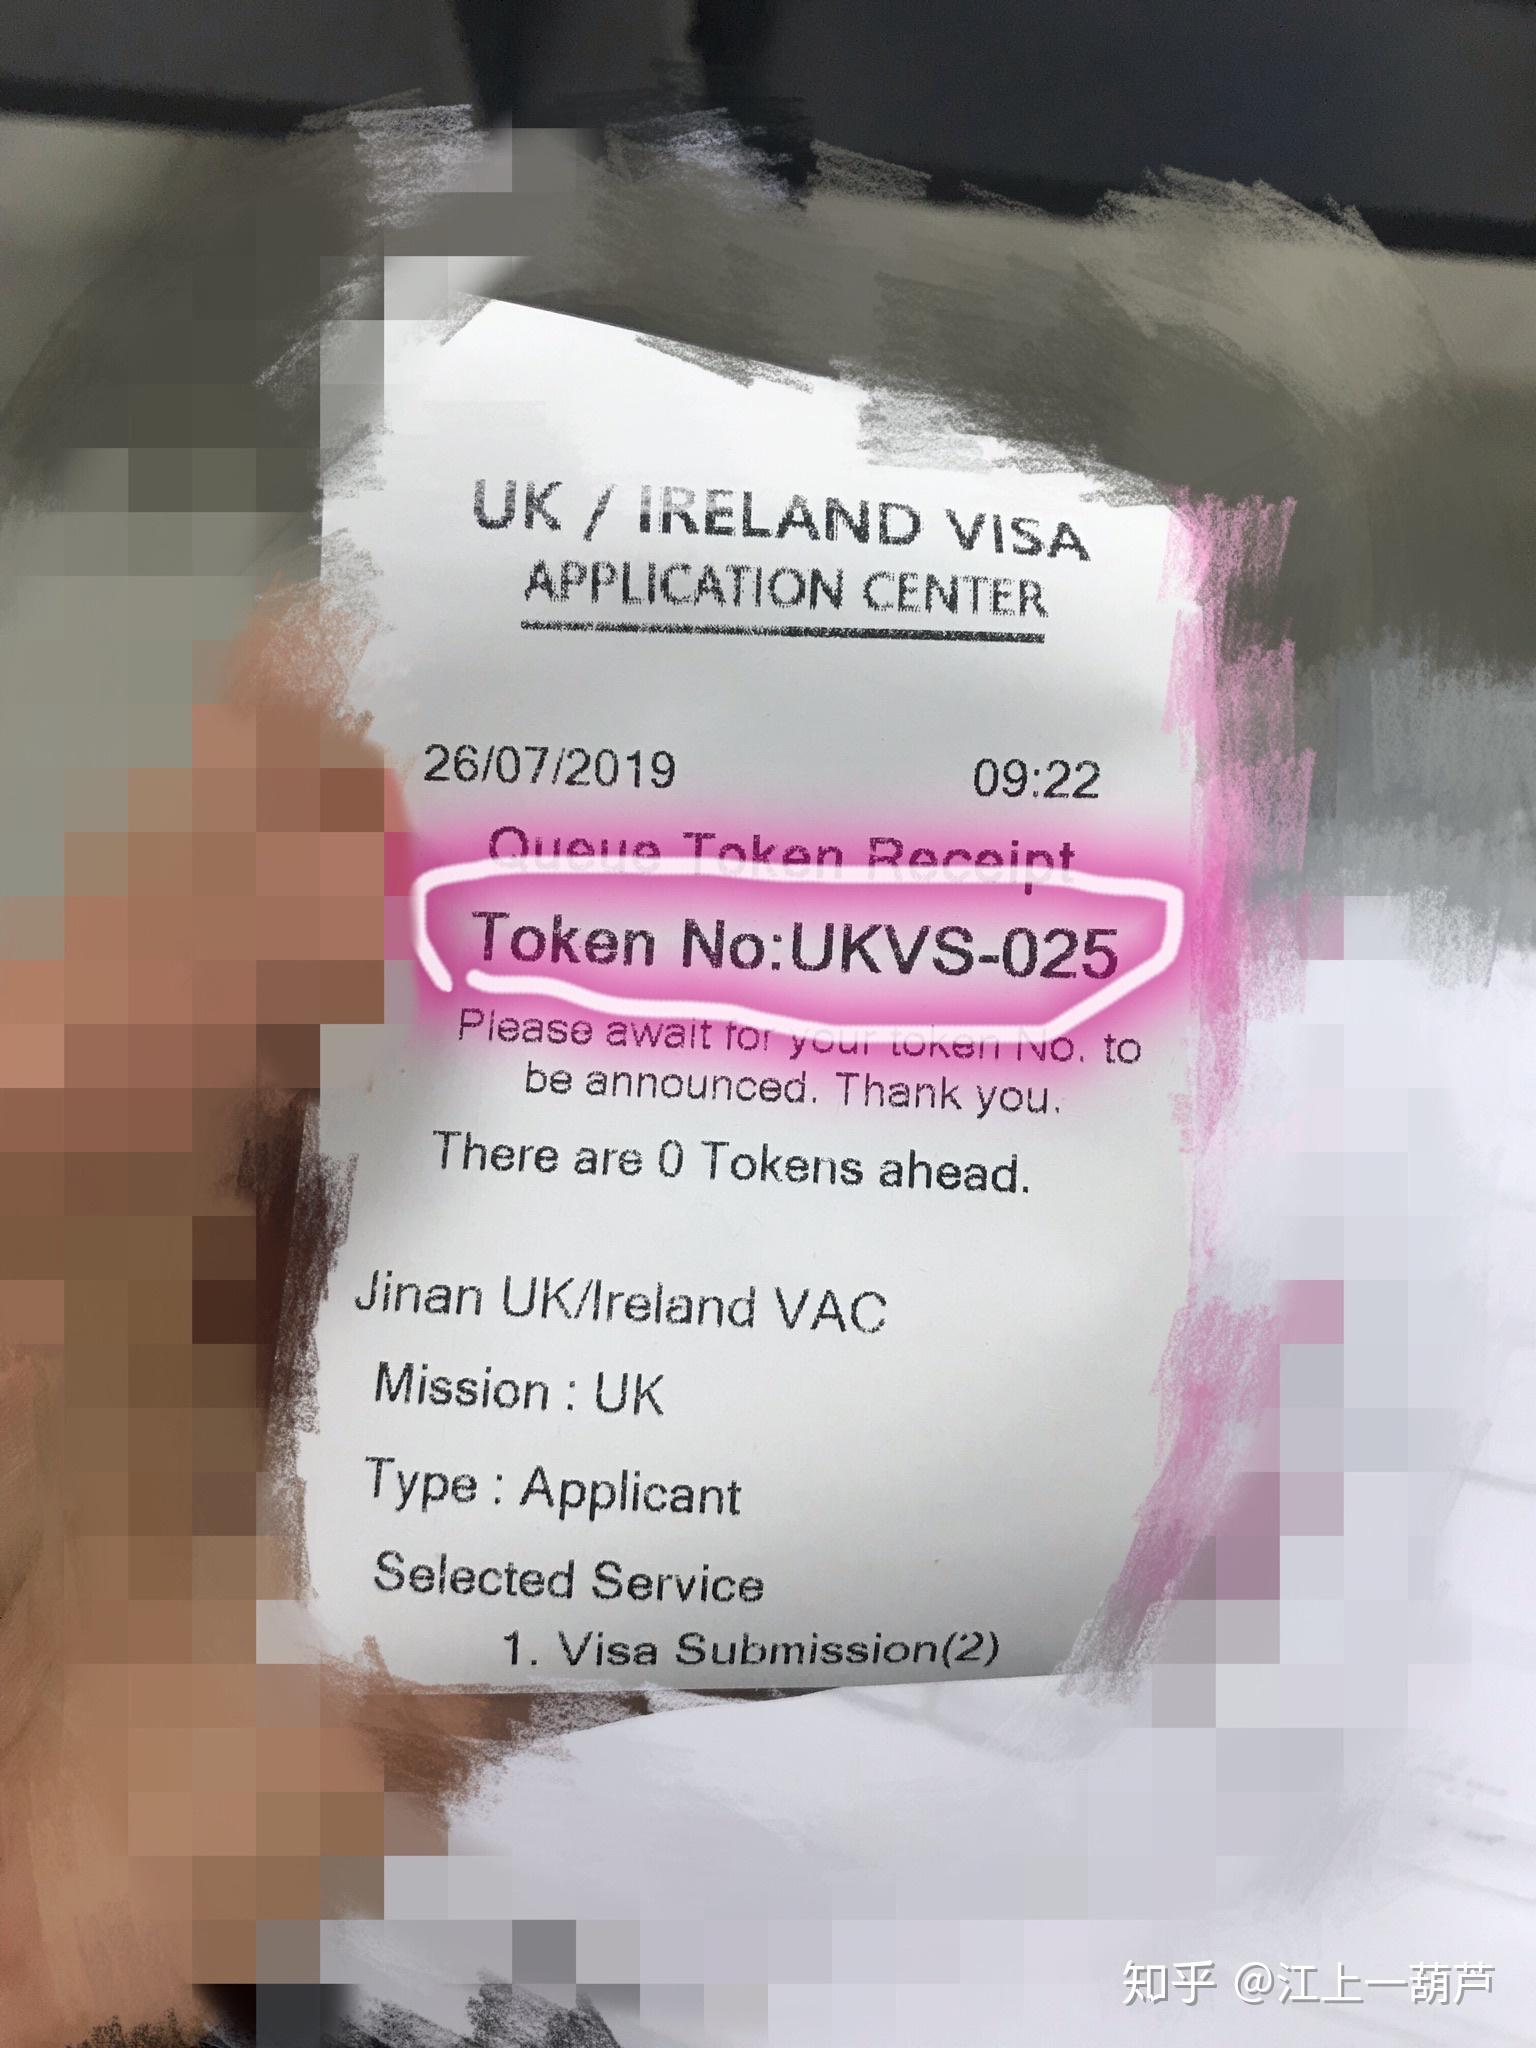 UK / IRELAND VISA
APPLICATION CENTER
26/07/2019 09:22
Queue Token Receipt
Token No:UKVS-025
Please await for your token No. to
be announced. Thank you.
There are 0 Tokens ahead.
Jinan UK/Ireland VAC
Mission : UK
Type : Applicant
Selected Service
1. Visa Submission(2)
知乎 @江上一葫芦